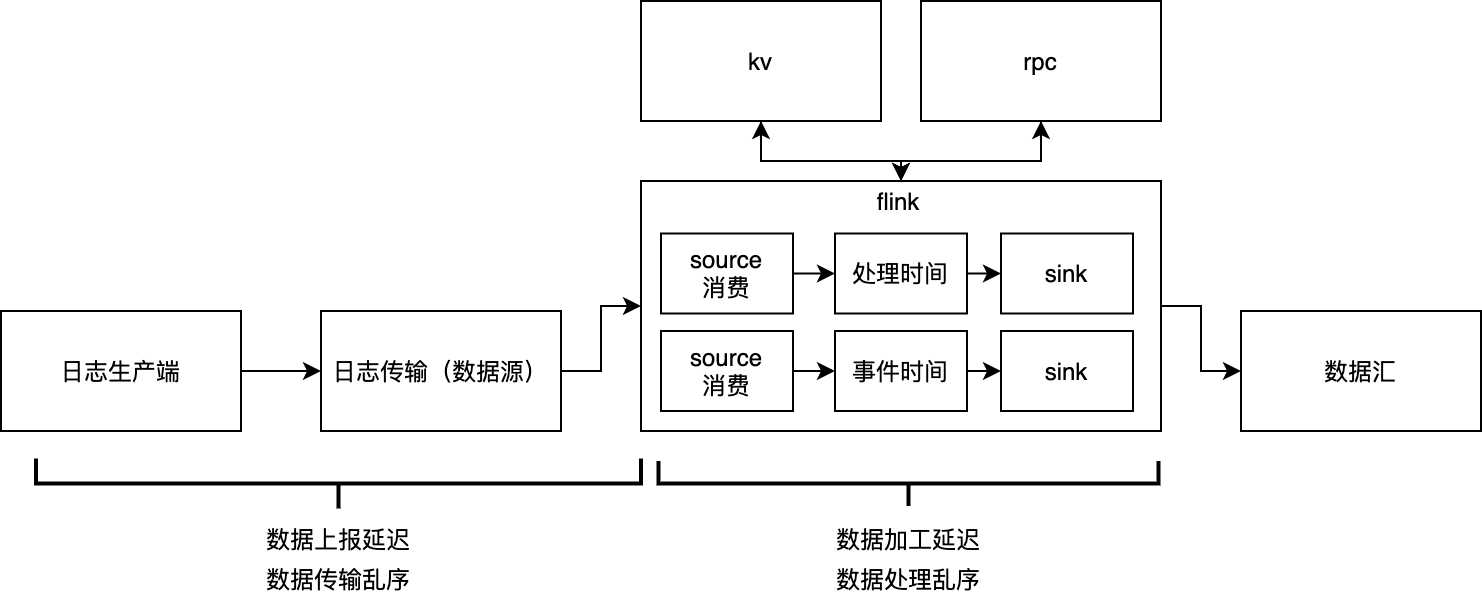 kv
rpc
flink
source
消费
处理时间
sink
source
消费
事件时间
sink
日志生产端
日志传输（数据源）
数据汇
数据上报延迟
数据传输乱序
数据加工延迟
数据处理乱序